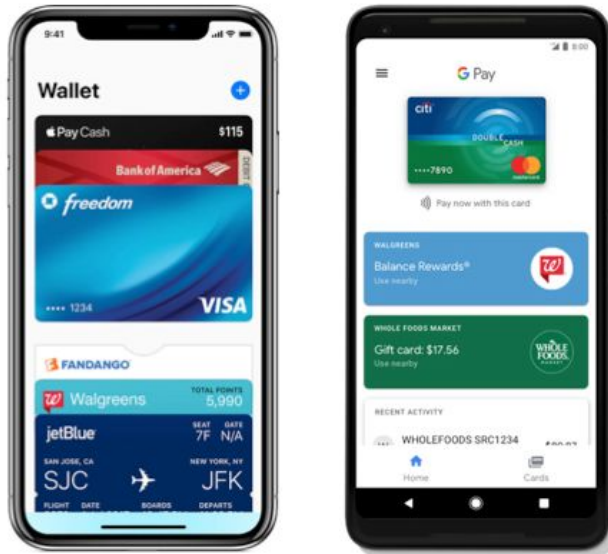 9:41
Wallet
Pay Cash $115
Bank of America
DEBIT
freedom
.... 1234 VISA
FANDANGO
Walgreens
TOTAL POINTS
5,990
jetBlue
SEAT GATE
7F N/A
SAN JOSE, CA NEW YORK, NY
SJC JFK
FLIGHT DATE BOARDS DEPARTS
8:00
G Pay
citi
DOUBLE CASH
····7890
mastercard
Pay now with this card
WALGREENS
Balance Rewards®
Use nearby
WHOLE FOODS MARKET
Gift card: $17.56
Use nearby
WHOLE FOODS
MARKET
RECENT ACTIVITY
WHOLEFOODS SRC1234
Home Cards